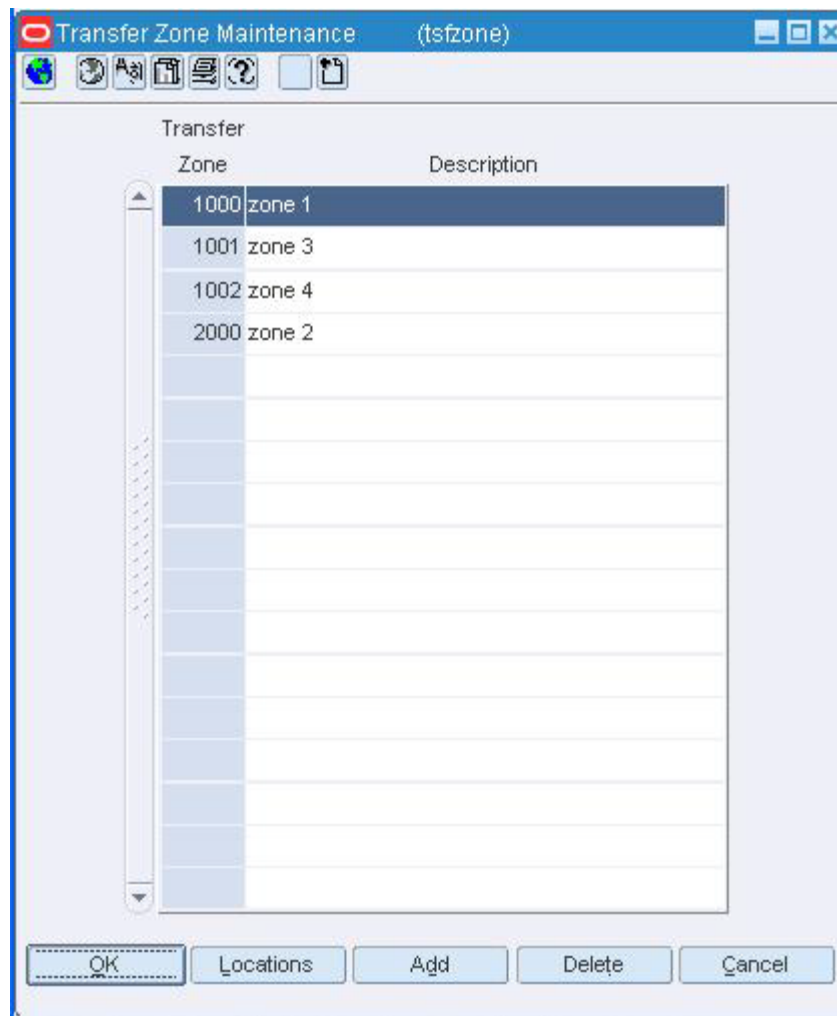 Transfer Zone Maintenance (tsfzone)
Transfer
Zone Description
1000 zone 1
1001 zone 3
1002 zone 4
2000 zone 2
OK Locations Add Delete Cancel